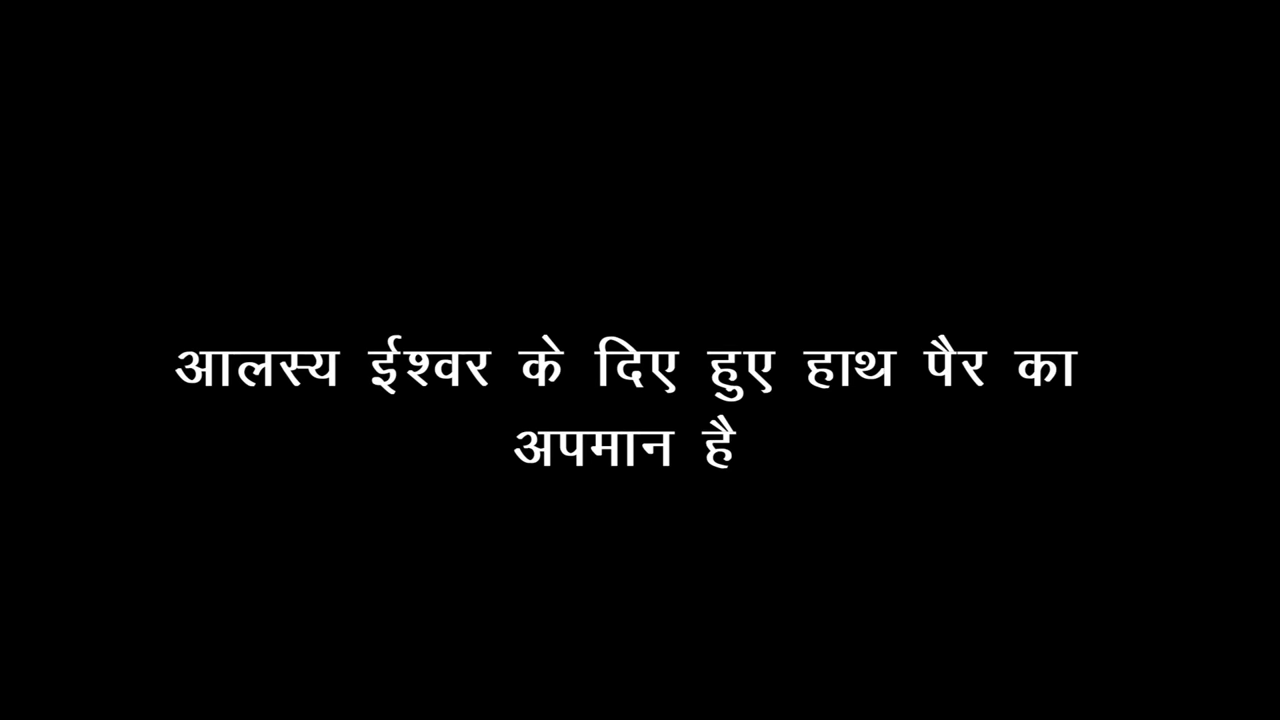 आलस्य ईश्वर के दिए हुए हाथ पैर का
अपमान है